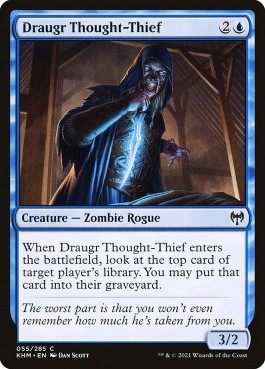 Draugr Thought-Thief 2
Creature — Zombie Rogue
When Draugr Thought-Thief enters
the battlefield, look at the top card of
target player's library. You may put that
card into their graveyard.
The worst part is that you won't even
remember how much he's taken from you.
3/2
055/285 C
KHM • EN DAN SCOTT
™ & © 2021 Wizards of the Coast